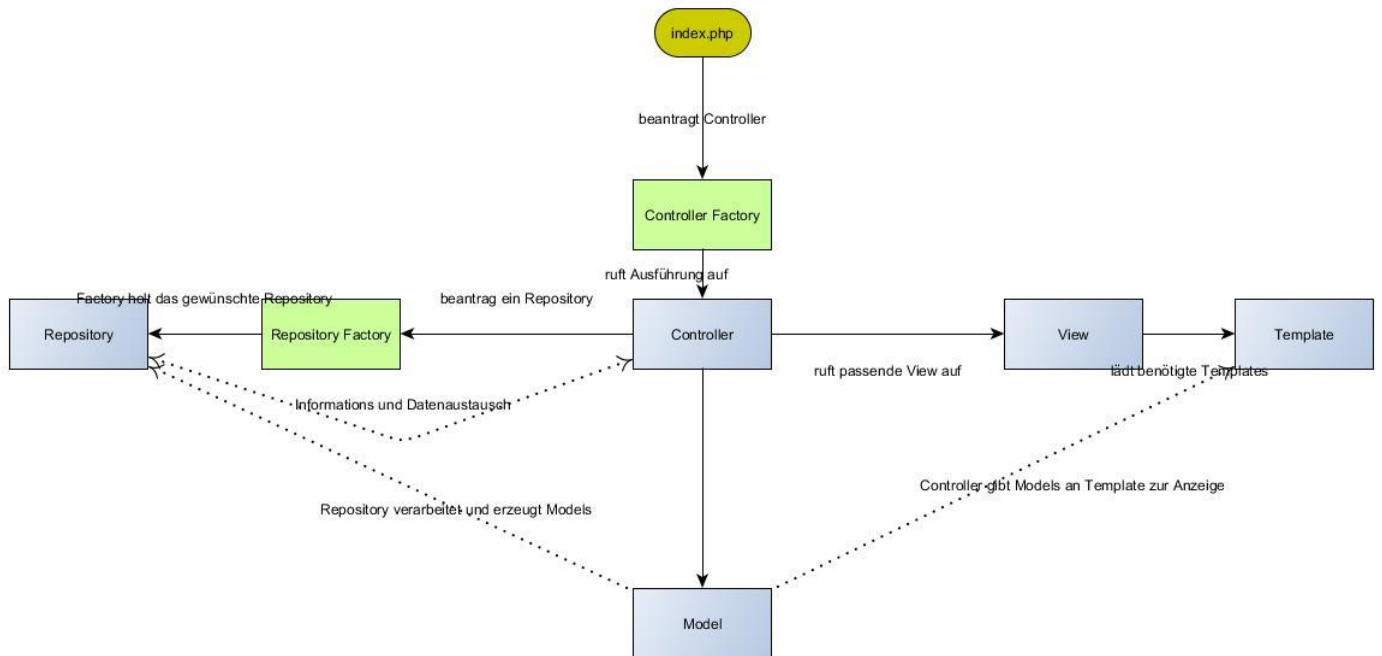 index.php
beantragt Controller
Controller Factory
ruft Ausführung auf
Factory holt das gewünschte Repository
beantrag ein Repository
Repository
Repository Factory
Controller
View
Template
ruft passende View auf
lädt benötigte Templates
Informations und Datenaustausch
Controller gibt Models an Template zur Anzeige
Repository verarbeitet und erzeugt Models
Model